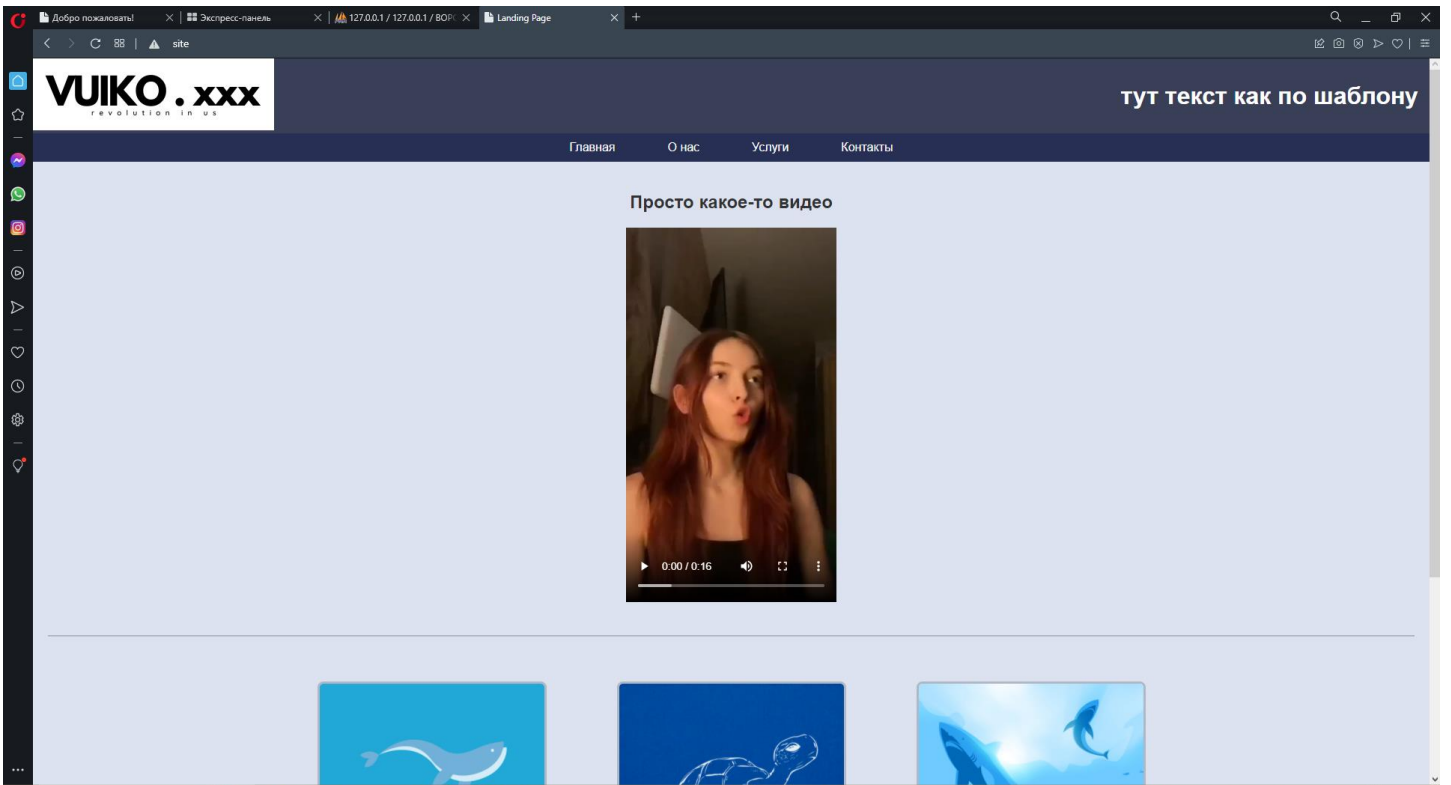 Добро пожаловать!
Экспресс-панель
127.0.0.1 / 127.0.0.1 /
Landing Page
site
VUIKO.xxx
revolution in us
тут текст как по шаблону
Главная
О нас
Услуги
Контакты
Просто какое-то видео
0:00 / 0:16